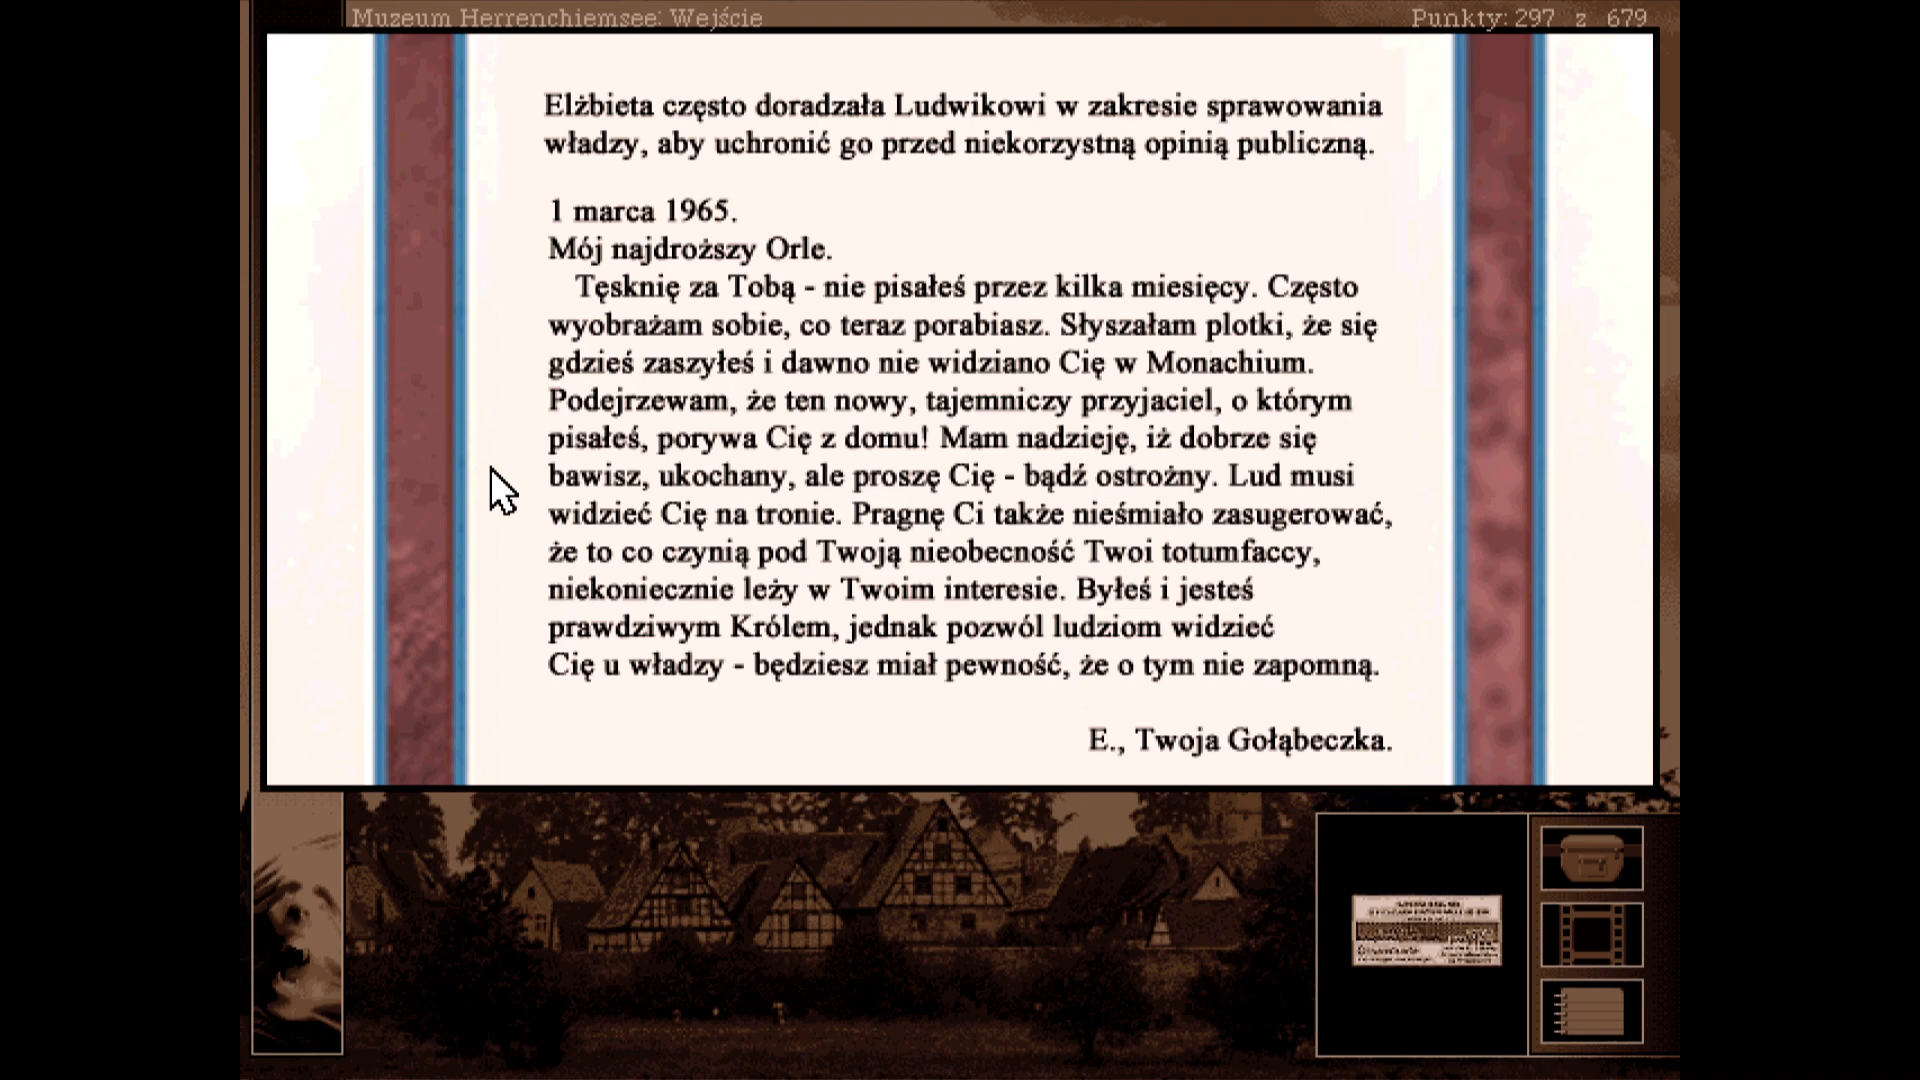 Muzeum Herrenchiemsee: Wejście
Punkty: 297 z 679
Elżbieta często doradzała Ludwikowi w zakresie sprawowania
władzy, aby uchronić go przed niekorzystną opinią publiczną.
1 marca 1965.
Mój najdroższy Orle.
Tęsknię za Tobą - nie pisałeś przez kilka miesięcy. Często
wyobrażam sobie, co teraz porabiasz. Słyszałam plotki, że się
gdzieś zaszyłeś i dawno nie widziano Cię w Monachium.
Podejrzewam, że ten nowy, tajemniczy przyjaciel, o którym
pisałeś, porywa Cię z domu! Mam nadzieję, iż dobrze się
bawisz, ukochany, ale proszę Cię - bądź ostrożny. Lud musi
widzieć Cię na tronie. Pragnę Ci także nieśmiało zasugerować,
że to co czynią pod Twoją nieobecność Twoi totumfaccy,
niekoniecznie leży w Twoim interesie. Byłeś i jesteś
prawdziwym Królem, jednak pozwól ludziom widzieć
Cię u władzy - będziesz miał pewność, że o tym nie zapomną.
E., Twoja Gołąbeczka.